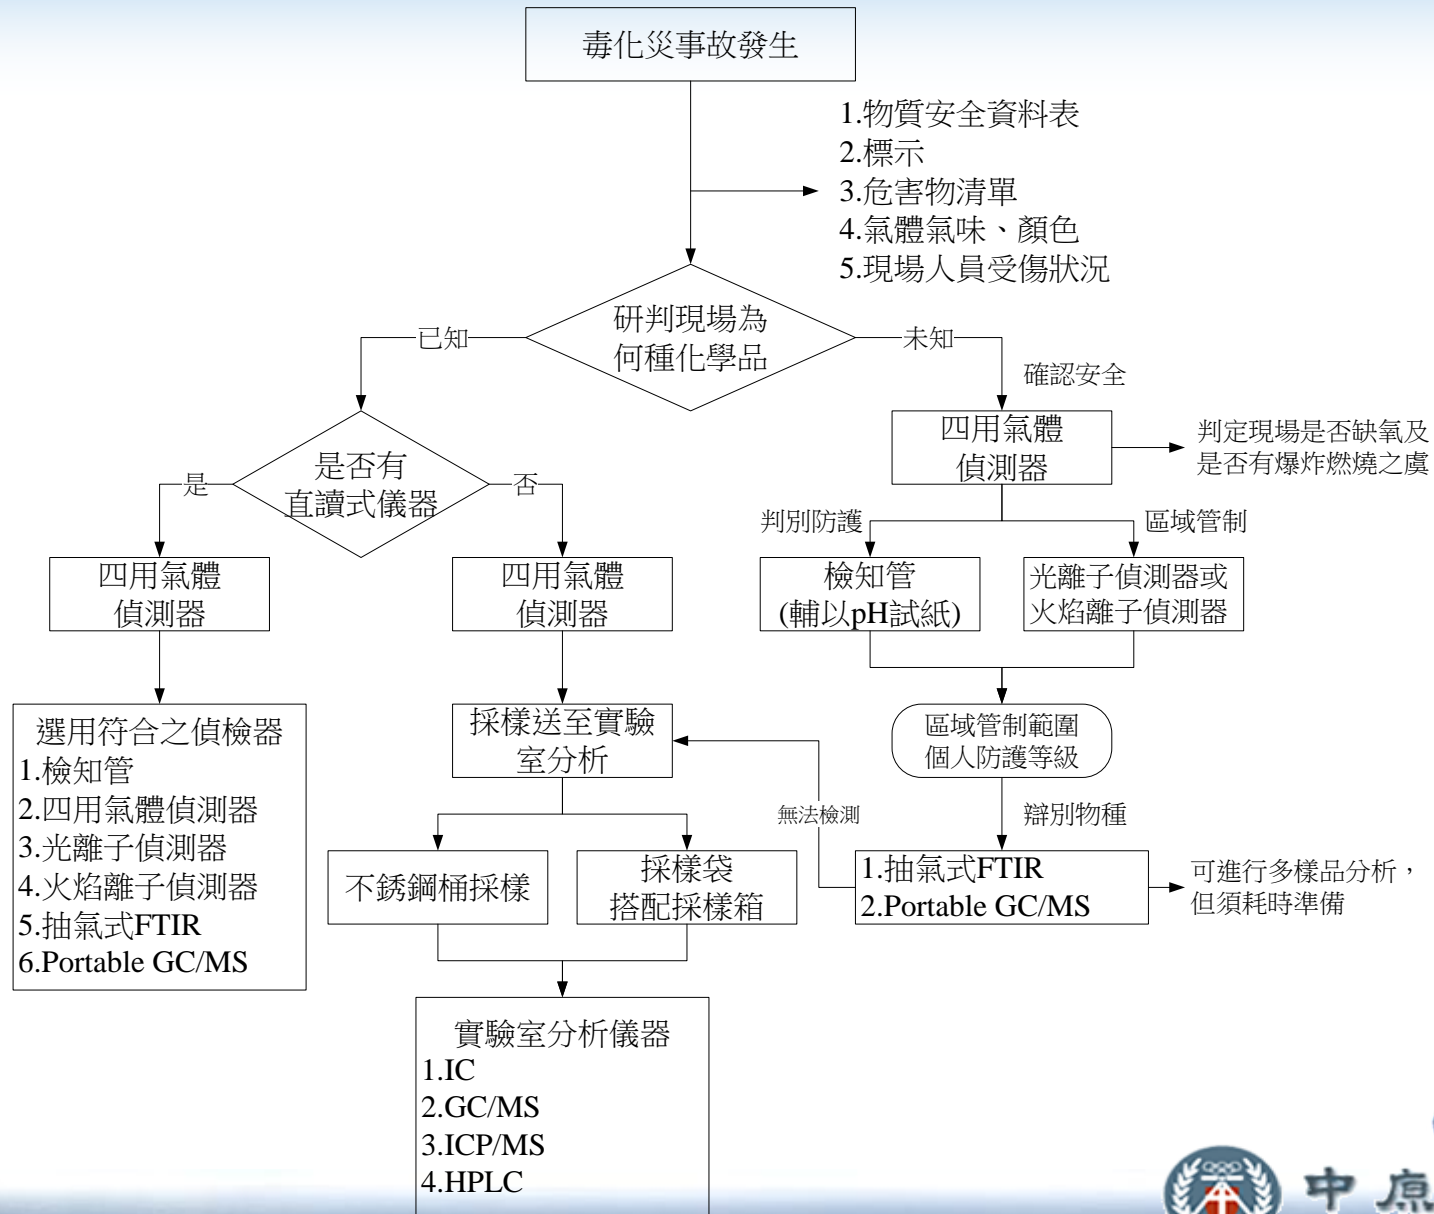 毒化災事故發生
1.物質安全資料表
2.標示
3.危害物清單
4.氣體氣味、顏色
5.現場人員受傷狀況
研判現場為
何種化學品
已知
未知
確認安全
是否有
直讀式儀器
是
否
四用氣體
偵測器
判定現場是否缺氧及
是否有爆炸燃燒之虞
判別防護
區域管制
四用氣體
偵測器
四用氣體
偵測器
檢知管
(輔以pH試紙)
光離子偵測器或
火焰離子偵測器
選用符合之偵檢器
1.檢知管
2.四用氣體偵測器
3.光離子偵測器
4.火焰離子偵測器
5.抽氣式FTIR
6.Portable GC/MS
採樣送至實驗
室分析
區域管制範圍
個人防護等級
無法檢測
辯別物種
不銹鋼桶採樣
採樣袋
搭配採樣箱
1.抽氣式FTIR
2.Portable GC/MS
可進行多樣品分析，
但須耗時準備
實驗室分析儀器
1.IC
2.GC/MS
3.ICP/MS
4.HPLC
中原